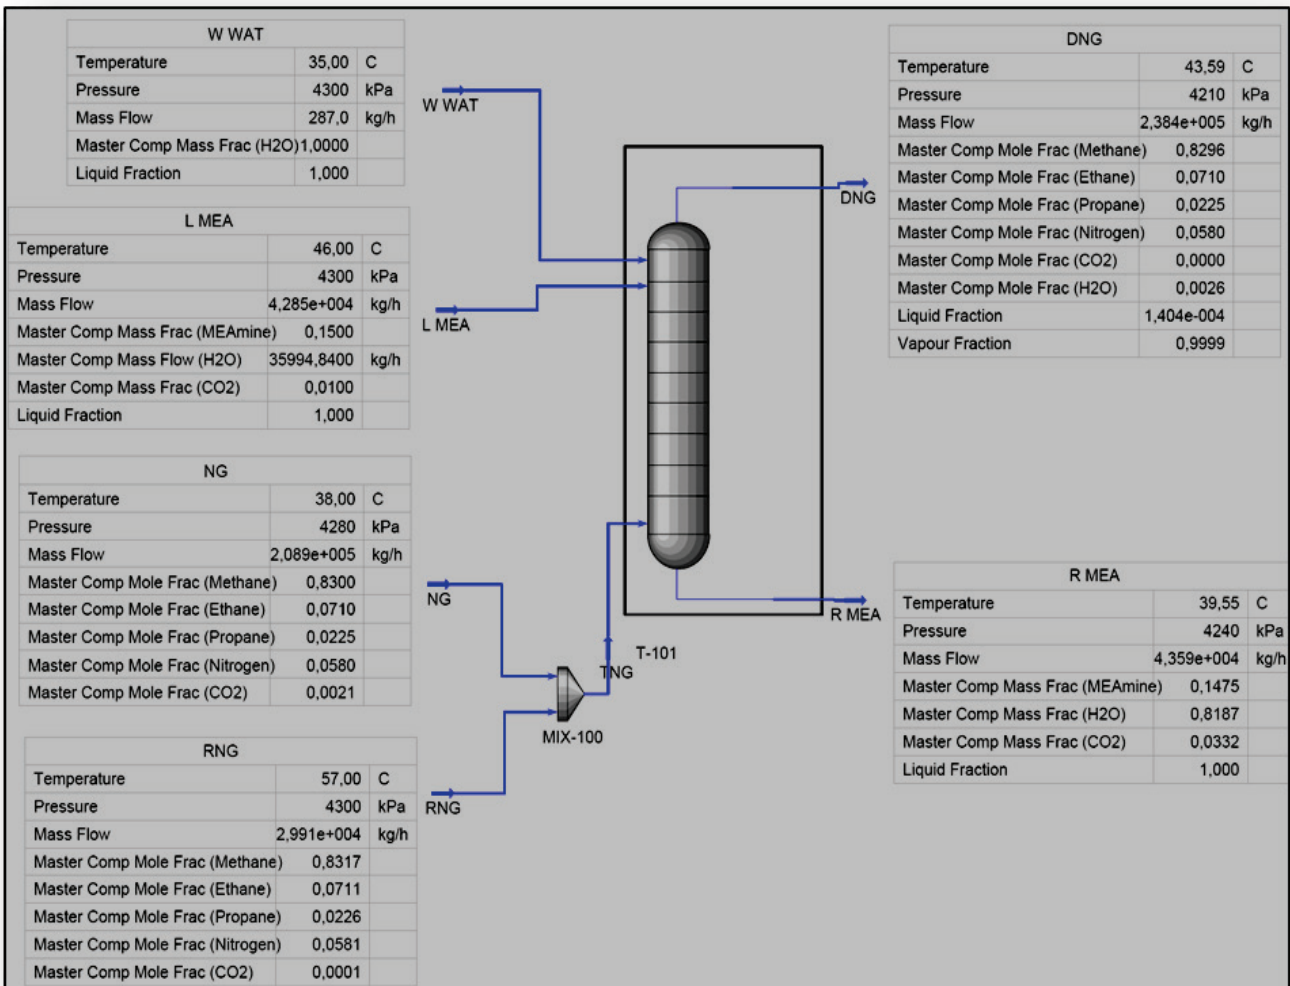 W WAT
Temperature 35,00 C
Pressure 4300 kPa
Mass Flow 287,0 kg/h
Master Comp Mass Frac (H2O) 1,0000
Liquid Fraction 1,000
L MEA
Temperature 46,00 C
Pressure 4300 kPa
Mass Flow 4,285e+004 kg/h
Master Comp Mass Frac (MEAmine) 0,1500
Master Comp Mass Flow (H2O) 35994,8400 kg/h
Master Comp Mass Frac (CO2) 0,0100
Liquid Fraction 1,000
NG
Temperature 38,00 C
Pressure 4280 kPa
Mass Flow 2,089e+005 kg/h
Master Comp Mole Frac (Methane) 0,8300
Master Comp Mole Frac (Ethane) 0,0710
Master Comp Mole Frac (Propane) 0,0225
Master Comp Mole Frac (Nitrogen) 0,0580
Master Comp Mole Frac (CO2) 0,0021
RNG
Temperature 57,00 C
Pressure 4300 kPa
Mass Flow 2,991e+004 kg/h
Master Comp Mole Frac (Methane) 0,8317
Master Comp Mole Frac (Ethane) 0,0711
Master Comp Mole Frac (Propane) 0,0226
Master Comp Mole Frac (Nitrogen) 0,0581
Master Comp Mole Frac (CO2) 0,0001
W WAT
L MEA
NG
RNG
MIX-100
TNG
T-101
DNG
R MEA
DNG
Temperature 43,59 C
Pressure 4210 kPa
Mass Flow 2,384e+005 kg/h
Master Comp Mole Frac (Methane) 0,8296
Master Comp Mole Frac (Ethane) 0,0710
Master Comp Mole Frac (Propane) 0,0225
Master Comp Mole Frac (Nitrogen) 0,0580
Master Comp Mole Frac (CO2) 0,0000
Master Comp Mole Frac (H2O) 0,0026
Liquid Fraction 1,404e-004
Vapour Fraction 0,9999
R MEA
Temperature 39,55 C
Pressure 4240 kPa
Mass Flow 4,359e+004 kg/h
Master Comp Mass Frac (MEAmine) 0,1475
Master Comp Mass Frac (H2O) 0,8187
Master Comp Mass Frac (CO2) 0,0332
Liquid Fraction 1,000